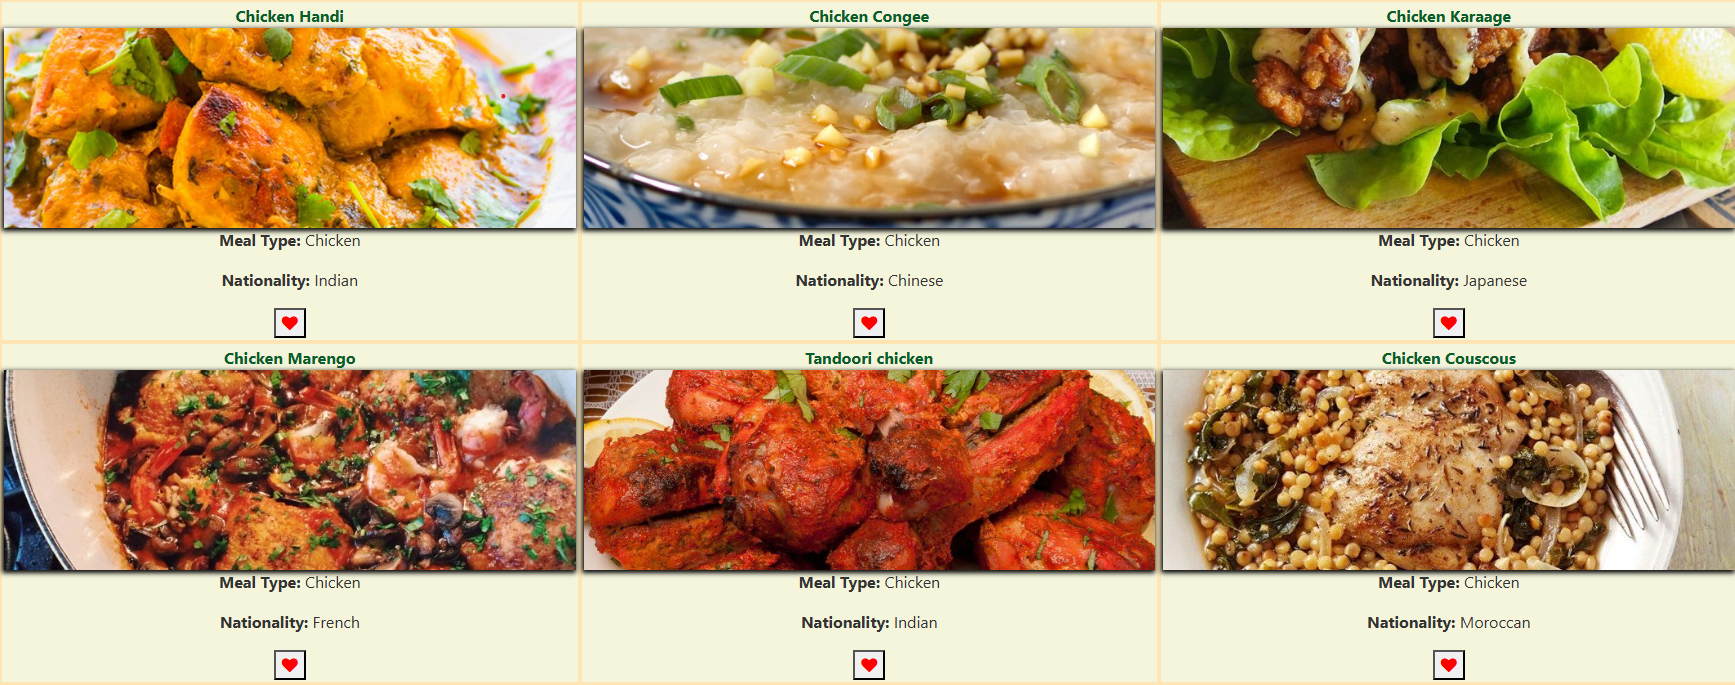 Chicken Handi
Meal Type: Chicken
Nationality: Indian
Chicken Congee
Meal Type: Chicken
Nationality: Chinese
Chicken Karaage
Meal Type: Chicken
Nationality: Japanese
Chicken Marengo
Meal Type: Chicken
Nationality: French
Tandoori chicken
Meal Type: Chicken
Nationality: Indian
Chicken Couscous
Meal Type: Chicken
Nationality: Moroccan